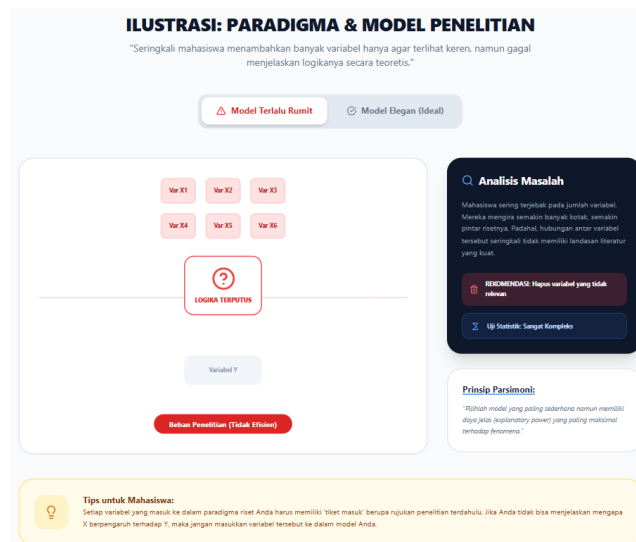 ILUSTRASI: PARADIGMA & MODEL PENELITIAN
"Seringkali mahasiswa menambahkan banyak variabel hanya agar terlihat keren, namun gagal
menjelaskan logikanya secara teoretis."
Model Terlalu Rumit
Model Elegan (Ideal)
Var X1
Var X2
Var X3
Var X4
Var X5
Var X6
?
LOGIKA TERPUTUS
Variabel Y
Beban Penelitian (Tidak Efisien)
Analisis Masalah
Mahasiswa sering terjebak pada jumlah variabel.
Mereka mengira semakin banyak kotak, semakin
pintar risetnya. Padahal, hubungan antar variabel
tersebut seringkali tidak memiliki landasan literatur
yang kuat.
REKOMENDASI: Hapus variabel yang tidak
relevan
Uji Statistik: Sangat Kompleks
Prinsip Parsimoni:
"Pilihlah model yang paling sederhana namun memiliki
daya jelas (explanatory power) yang paling maksimal
terhadap fenomena."
Tips untuk Mahasiswa:
Setiap variabel yang masuk ke dalam paradigma riset Anda harus memiliki 'tiket masuk' berupa rujukan penelitian terdahulu. Jika Anda tidak bisa menjelaskan mengapa
X berpengaruh terhadap Y, maka jangan masukkan variabel tersebut ke dalam model Anda.